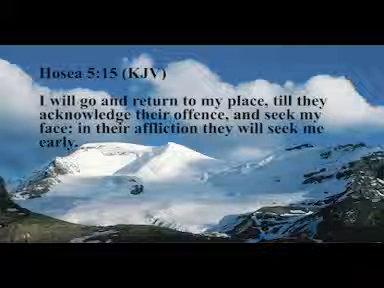 Hosea 5:15 (KJV)
I will go and return to my place, till they
acknowledge their offence, and seek my
face: in their affliction they will seek me
early.